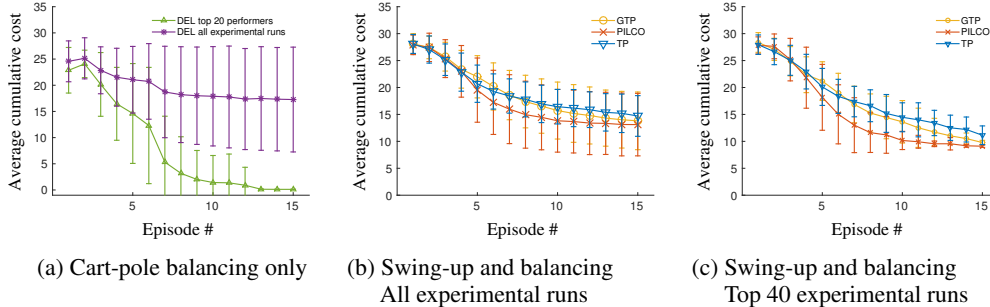 DEL top 20 performers
DEL all experimental runs
Average cumulative cost
35
30
25
20
15
10
5
0
5
10
15
Episode #
(a) Cart-pole balancing only
GTP
PILCO
TP
Average cumulative cost
35
30
25
20
15
10
5
0
5
10
15
Episode #
(b) Swing-up and balancing
All experimental runs
GTP
PILCO
TP
Average cumulative cost
35
30
25
20
15
10
5
0
5
10
15
Episode #
(c) Swing-up and balancing
Top 40 experimental runs